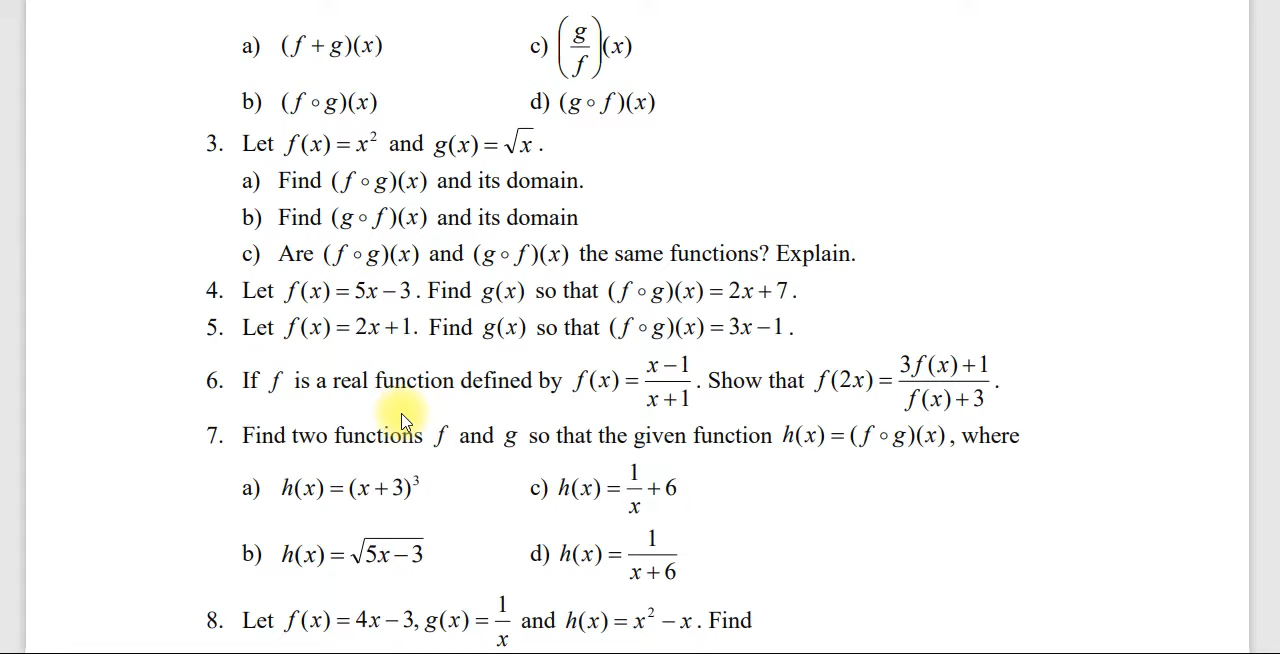 a) (f + g)(x) c) (g/f)(x)
b) (f ∘ g)(x) d) (g ∘ f)(x)
3. Let f(x) = x² and g(x) = √x.
a) Find (f ∘ g)(x) and its domain.
b) Find (g ∘ f)(x) and its domain
c) Are (f ∘ g)(x) and (g ∘ f)(x) the same functions? Explain.
4. Let f(x) = 5x − 3. Find g(x) so that (f ∘ g)(x) = 2x + 7.
5. Let f(x) = 2x + 1. Find g(x) so that (f ∘ g)(x) = 3x − 1.
6. If f is a real function defined by f(x) = (x − 1)/(x + 1). Show that f(2x) = (3f(x) + 1)/(f(x) + 3).
7. Find two functions f and g so that the given function h(x) = (f ∘ g)(x), where
a) h(x) = (x + 3)³ c) h(x) = 1/x + 6
b) h(x) = √(5x − 3) d) h(x) = 1/(x + 6)
8. Let f(x) = 4x − 3, g(x) = 1/x and h(x) = x² − x. Find